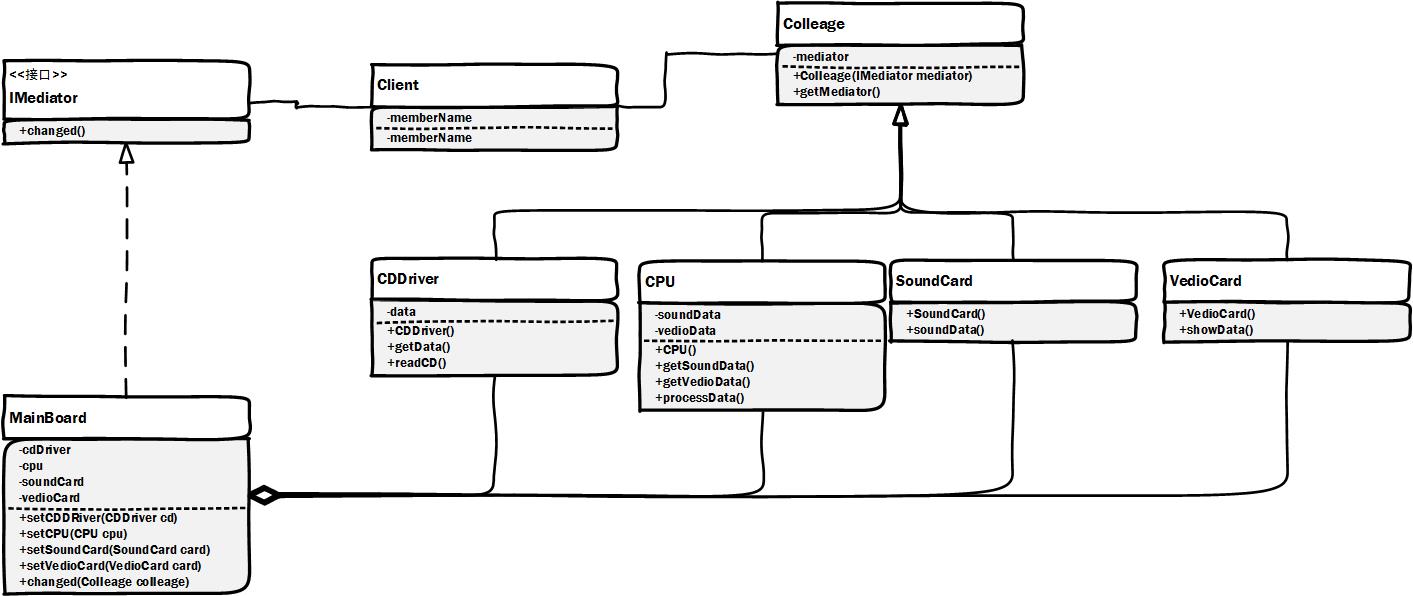 Colleage
-mediator
+Colleage(IMediator mediator)
+getMediator()
<<接口>>
IMediator
+changed()
Client
-memberName
-memberName
CDDriver
-data
+CDDriver()
+getData()
+readCD()
CPU
-soundData
-vedioData
+CPU()
+getSoundData()
+getVedioData()
+processData()
SoundCard
+SoundCard()
+soundData()
VedioCard
+VedioCard()
+showData()
MainBoard
-cdDriver
-cpu
-soundCard
-vedioCard
+setCDDRiver(CDDriver cd)
+setCPU(CPU cpu)
+setSoundCard(SoundCard card)
+setVedioCard(VedioCard card)
+changed(Colleage colleage)